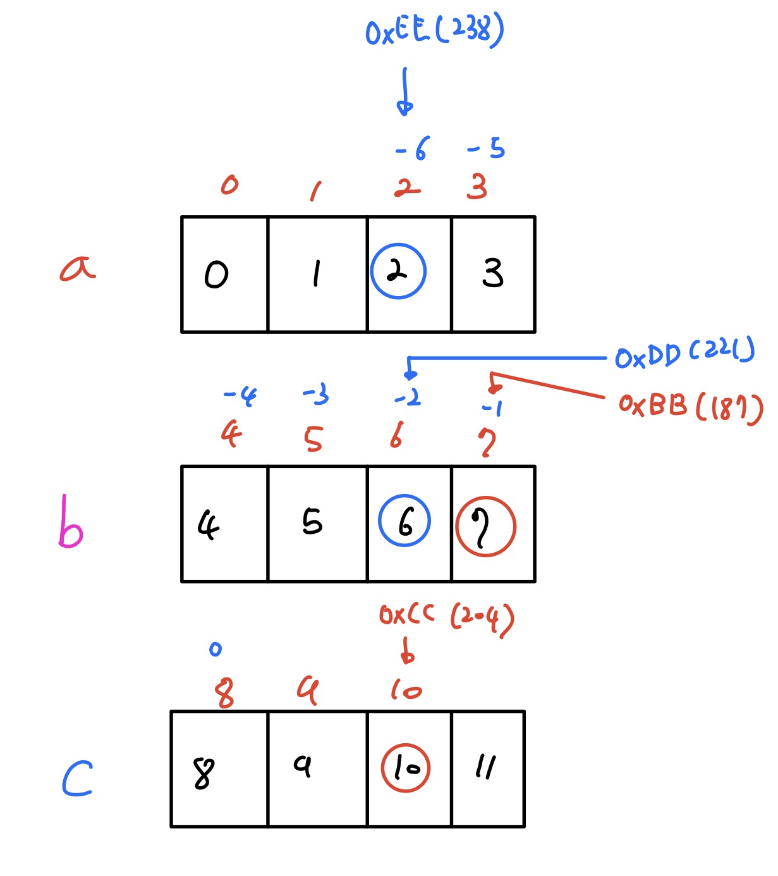 0xEE(238)
-6 -5
0 1 2 3
a 0 1 2 3
0xDD(221)
-4 -3 -2 -1 0xBB(187)
4 5 6 7
b 4 5 6 7
0xCC (204)
0
8 9 10
c 8 9 10 11